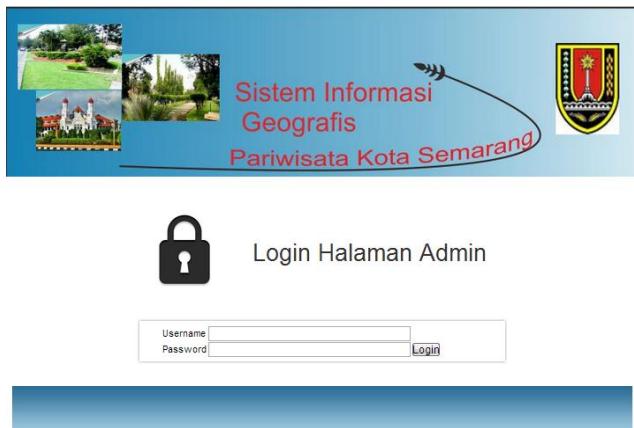 Sistem Informasi
Geografis
Pariwisata Kota Semarang
Login Halaman Admin
Username
Password
Login